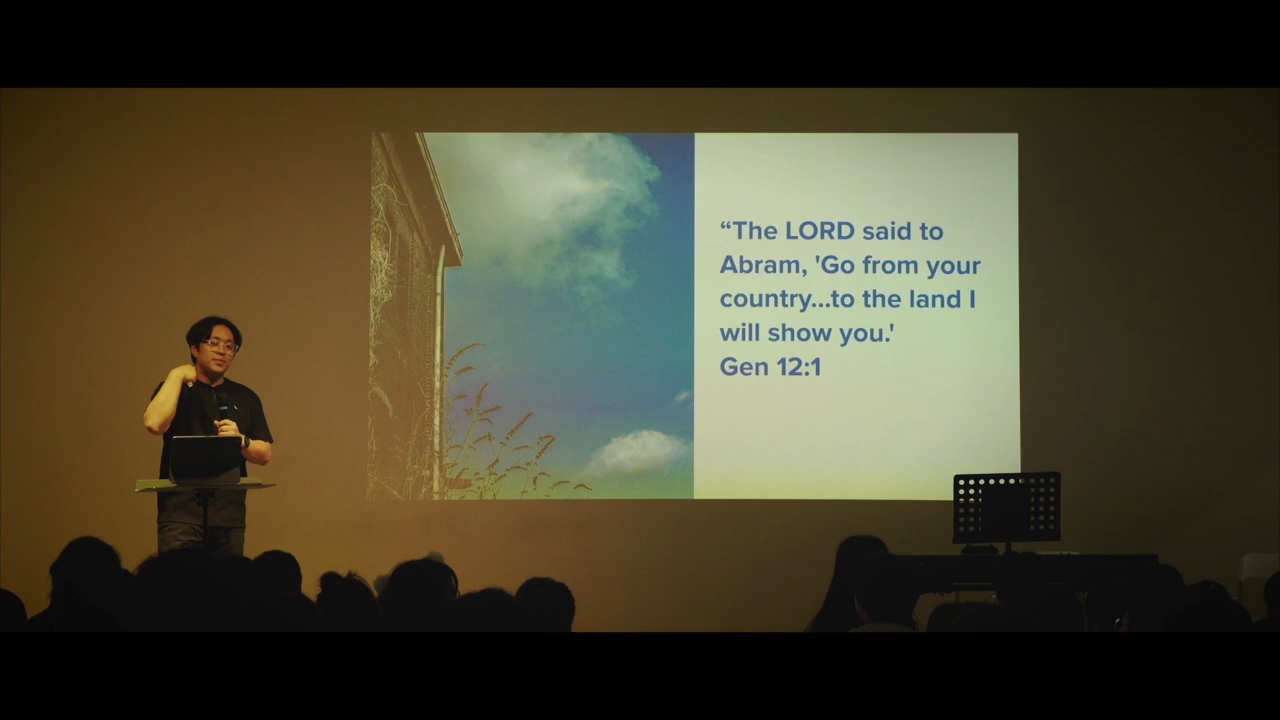 “The LORD said to
Abram, 'Go from your
country...to the land I
will show you.'
Gen 12:1